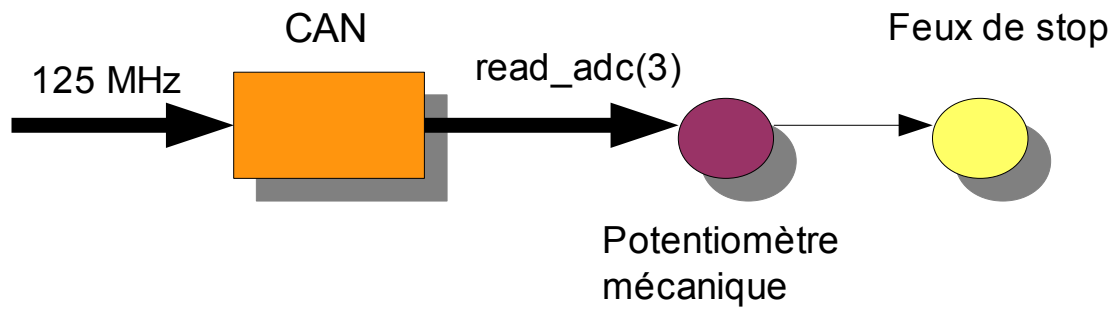 CAN
Feux de stop
125 MHz
read_adc(3)
Potentiomètre
mécanique